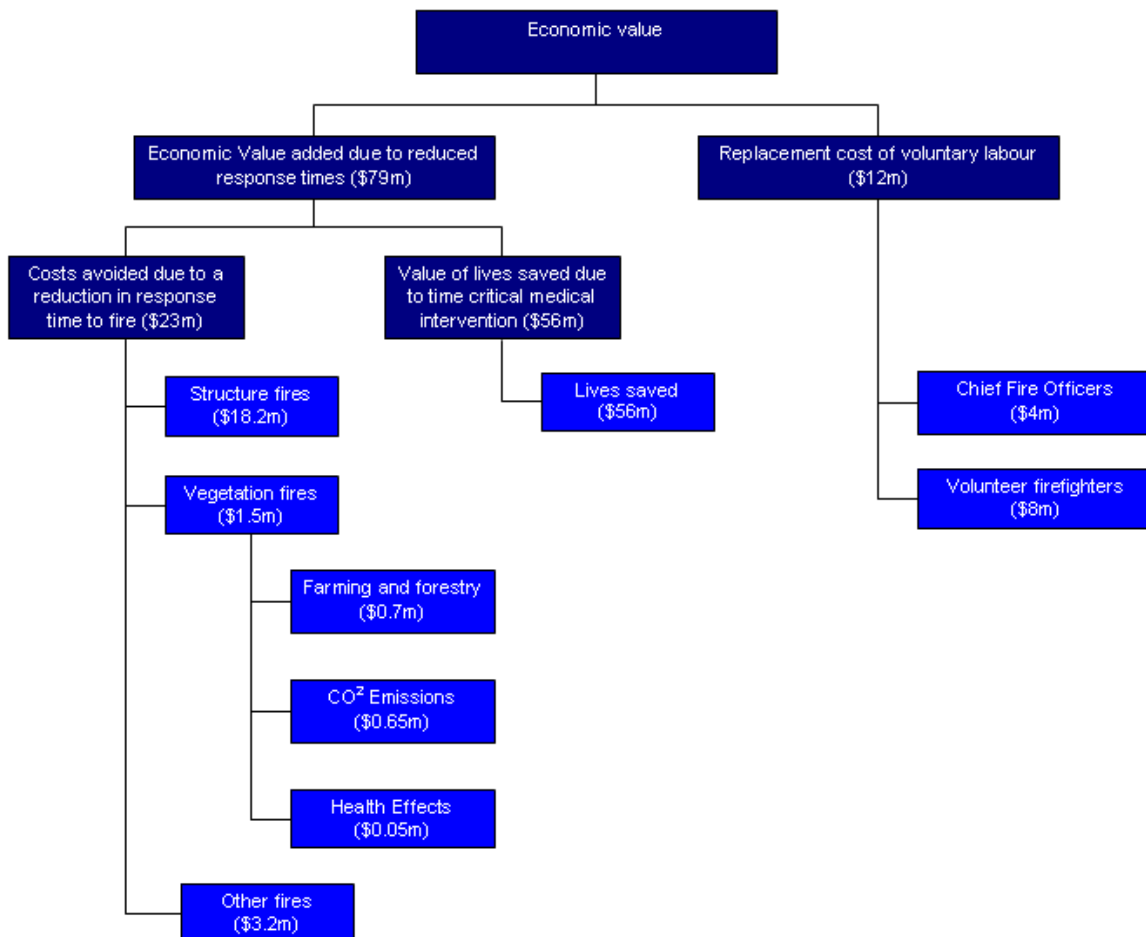 Economic value
Economic Value added due to reduced
response times ($79m)
Replacement cost of voluntary labour
($12m)
Costs avoided due to a
reduction in response
time to fire ($23m)
Value of lives saved due
to time critical medical
intervention ($56m)
Structure fires
($18.2m)
Lives saved
($56m)
Chief Fire Officers
($4m)
Vegetation fires
($1.5m)
Volunteer firefighters
($8m)
Farming and forestry
($0.7m)
CO² Emissions
($0.65m)
Health Effects
($0.05m)
Other fires
($3.2m)